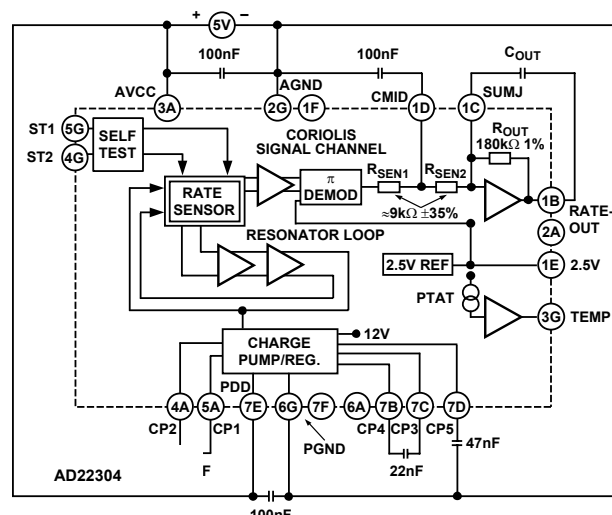 + 5V −
100nF 100nF COUT
AVCC AGND CMID SUMJ
3A 2G 1F 1D 1C
ST1 5G
ST2 4G
SELF
TEST
CORIOLIS
SIGNAL CHANNEL
ROUT
180kΩ 1%
RSEN1 RSEN2
π
DEMOD
RATE
SENSOR
≈9kΩ ±35%
1B
RATE-
OUT
2A
RESONATOR LOOP
2.5V REF
1E 2.5V
PTAT
3G TEMP
CHARGE
PUMP/REG.
12V
PDD
4A 5A 7E 6G 7F 6A 7B 7C 7D
CP2 CP1 PGND CP4 CP3 CP5
47nF
F
22nF
AD22304
100nF